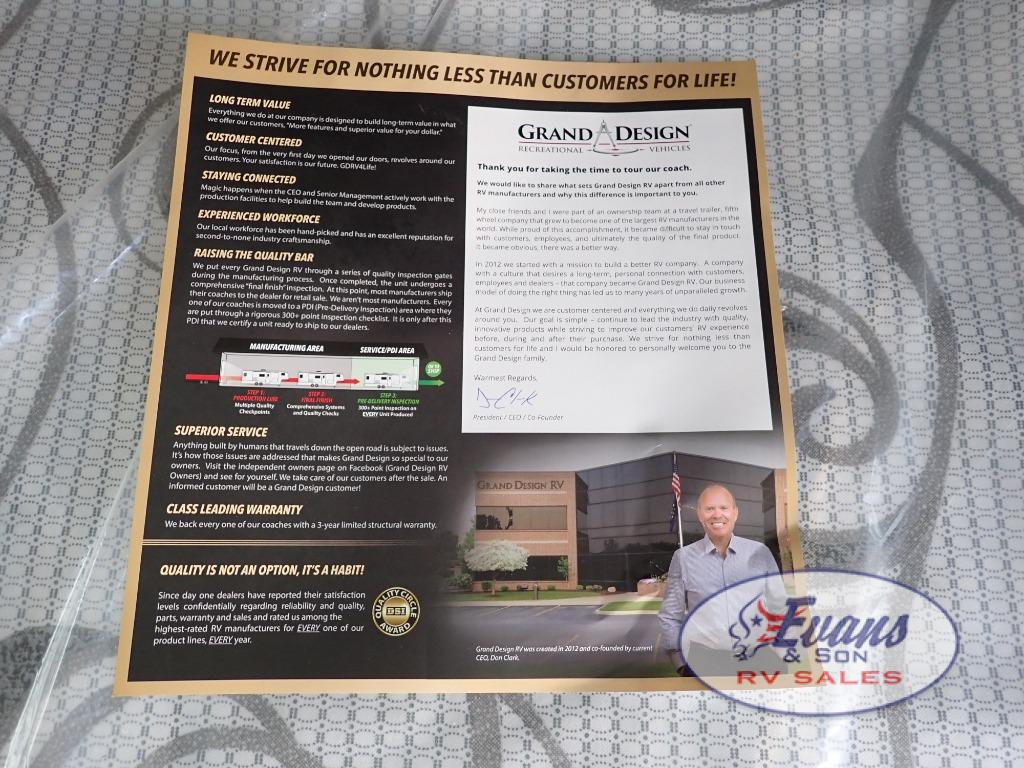 WE STRIVE FOR NOTHING LESS THAN CUSTOMERS FOR LIFE!
LONG TERM VALUE
Everything we do at our company is designed to build long-term value in what
we offer our customers, "More features and superior value for your dollar."
CUSTOMER CENTERED
Our focus, from the very first day we opened our doors, revolves around our
customers. Your satisfaction is our future. GDRV4Life!
STAYING CONNECTED
Magic happens when the CEO and Senior Management actively work with the
production facilities to help build the team and develop products.
EXPERIENCED WORKFORCE
Our local workforce has been hand-picked and has an excellent reputation for
second-to-none industry craftsmanship.
RAISING THE QUALITY BAR
We put every Grand Design RV through a series of quality inspection gates
during the manufacturing process. Once completed, the unit undergoes a
comprehensive "final finish" inspection. At this point, most manufacturers ship
their coaches to the dealer for retail sale. We aren't most manufacturers. Every
one of our coaches is moved to a PDI (Pre-Delivery Inspection) area where they
are put through a rigorous 300+ point inspection checklist. It is only after this
PDI that we certify a unit ready to ship to our dealers.
MANUFACTURING AREA
SERVICE/PDI AREA
OK TO
SHIP
STEP 1:
PRODUCTION LINE
Multiple Quality
Checkpoints
STEP 2:
FINAL FINISH
Comprehensive Systems
and Quality Checks
STEP 3:
PRE-DELIVERY INSPECTION
300+ Point Inspection on
EVERY Unit Produced
SUPERIOR SERVICE
Anything built by humans that travels down the open road is subject to issues.
It's how those issues are addressed that makes Grand Design so special to our
owners. Visit the independent owners page on Facebook (Grand Design RV
Owners) and see for yourself. We take care of our customers after the sale. An
informed customer will be a Grand Design customer!
CLASS LEADING WARRANTY
We back every one of our coaches with a 3-year limited structural warranty.
QUALITY IS NOT AN OPTION, IT'S A HABIT!
Since day one dealers have reported their satisfaction
levels confidentially regarding reliability and quality,
parts, warranty and sales and rated us among the
highest-rated RV manufacturers for EVERY one of our
product lines, EVERY year.
QUALITY CIRCLE
DSI
AWARD
GRAND DESIGN
RECREATIONAL VEHICLES
Thank you for taking the time to tour our coach.
We would like to share what sets Grand Design RV apart from all other
RV manufacturers and why this difference is important to you.
My close friends and I were part of an ownership team at a travel trailer, fifth
wheel company that grew to become one of the largest RV manufacturers in the
world. While proud of this accomplishment, it became difficult to stay in touch
with customers, employees, and ultimately the quality of the final product.
It became obvious, there was a better way.
In 2012 we started with a mission to build a better RV company. A company
with a culture that desires a long-term, personal connection with customers,
employees and dealers – that company became Grand Design RV. Our business
model of doing the right thing has led us to many years of unparalleled growth.
At Grand Design we are customer centered and everything we do daily revolves
around you. Our goal is simple – continue to lead the industry with quality,
innovative products while striving to improve our customers' RV experience
before, during and after their purchase. We strive for nothing less than
customers for life and I would be honored to personally welcome you to the
Grand Design family.
Warmest Regards,
President / CEO / Co-Founder
GRAND DESIGN RV
Grand Design RV was created in 2012 and co-founded by current
CEO, Don Clark.
Evans
& SON
RV SALES